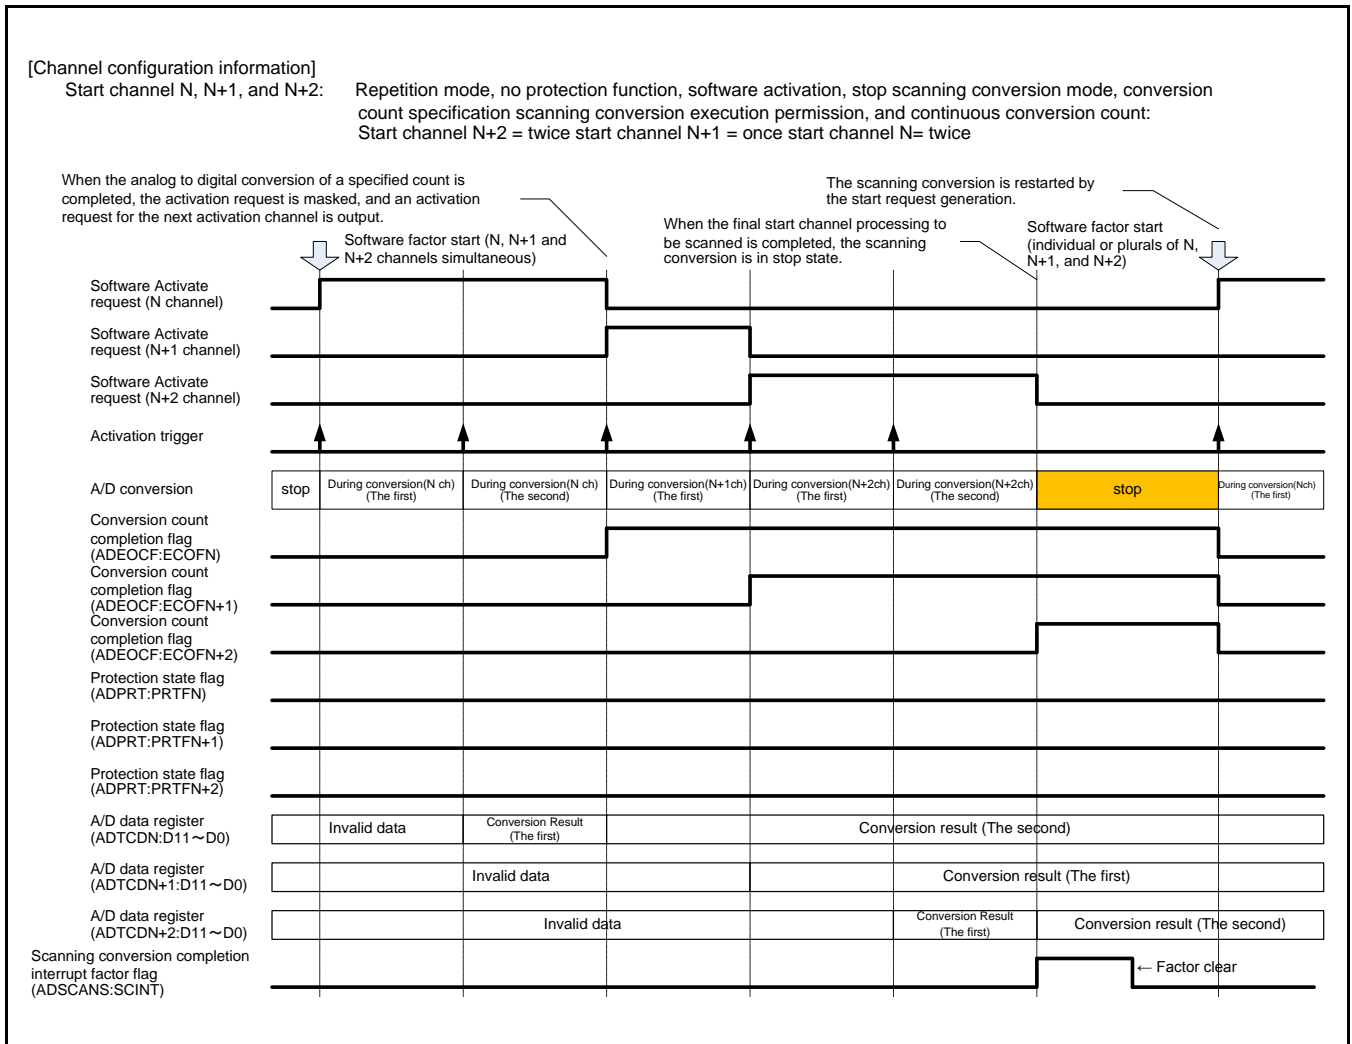 [Channel configuration information]
Start channel N, N+1, and N+2: Repetition mode, no protection function, software activation, stop scanning conversion mode, conversion
count specification scanning conversion execution permission, and continuous conversion count:
Start channel N+2 = twice start channel N+1 = once start channel N= twice
When the analog to digital conversion of a specified count is
completed, the activation request is masked, and an activation
request for the next activation channel is output.
The scanning conversion is restarted by
the start request generation.
When the final start channel processing to
be scanned is completed, the scanning
conversion is in stop state.
Software factor start (N, N+1 and
N+2 channels simultaneous)
Software factor start
(individual or plurals of N,
N+1, and N+2)
Software Activate
request (N channel)
Software Activate
request (N+1 channel)
Software Activate
request (N+2 channel)
Activation trigger
A/D conversion
stop
During conversion(N ch)
(The first)
During conversion(N ch)
(The second)
During conversion(N+1ch)
(The first)
During conversion(N+2ch)
(The first)
During conversion(N+2ch)
(The second)
stop
During conversion(Nch)
(The first)
Conversion count
completion flag
(ADEOCF:ECOFN)
Conversion count
completion flag
(ADEOCF:ECOFN+1)
Conversion count
completion flag
(ADEOCF:ECOFN+2)
Protection state flag
(ADPRT:PRTFN)
Protection state flag
(ADPRT:PRTFN+1)
Protection state flag
(ADPRT:PRTFN+2)
A/D data register
(ADTCDN:D11～D0)
Invalid data
Conversion Result
(The first)
Conversion result (The second)
A/D data register
(ADTCDN+1:D11～D0)
Invalid data
Conversion result (The first)
A/D data register
(ADTCDN+2:D11～D0)
Invalid data
Conversion Result
(The first)
Conversion result (The second)
Scanning conversion completion
interrupt factor flag
(ADSCANS:SCINT)
← Factor clear